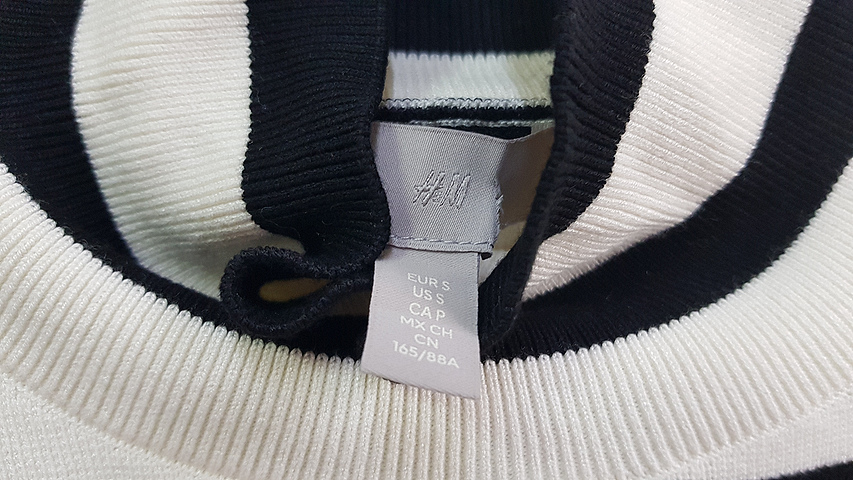 H&M
EUR S
US S
CA P
MX CH
CN
165/88A